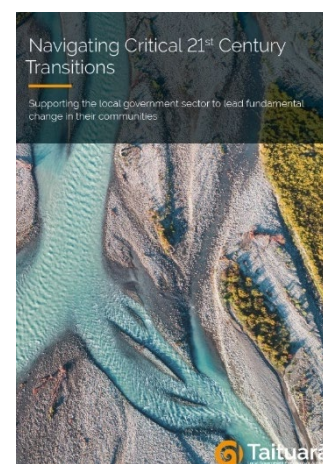 Navigating Critical 21st Century
Transitions
Supporting the local government sector to lead fundamental
change in their communities
Taituarā